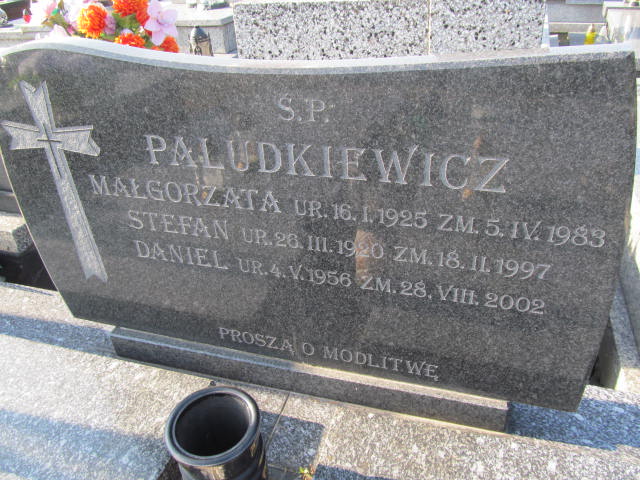 Ś.P.
PALUDKIEWICZ
MAŁGORZATA UR. 16. I. 1925 ZM. 5. IV. 1983
STEFAN UR. 26. III. 1920 ZM. 18. II. 1997
DANIEL UR. 4. V. 1956 ZM. 28. VIII. 2002
PROSZĄ O MODLITWĘ